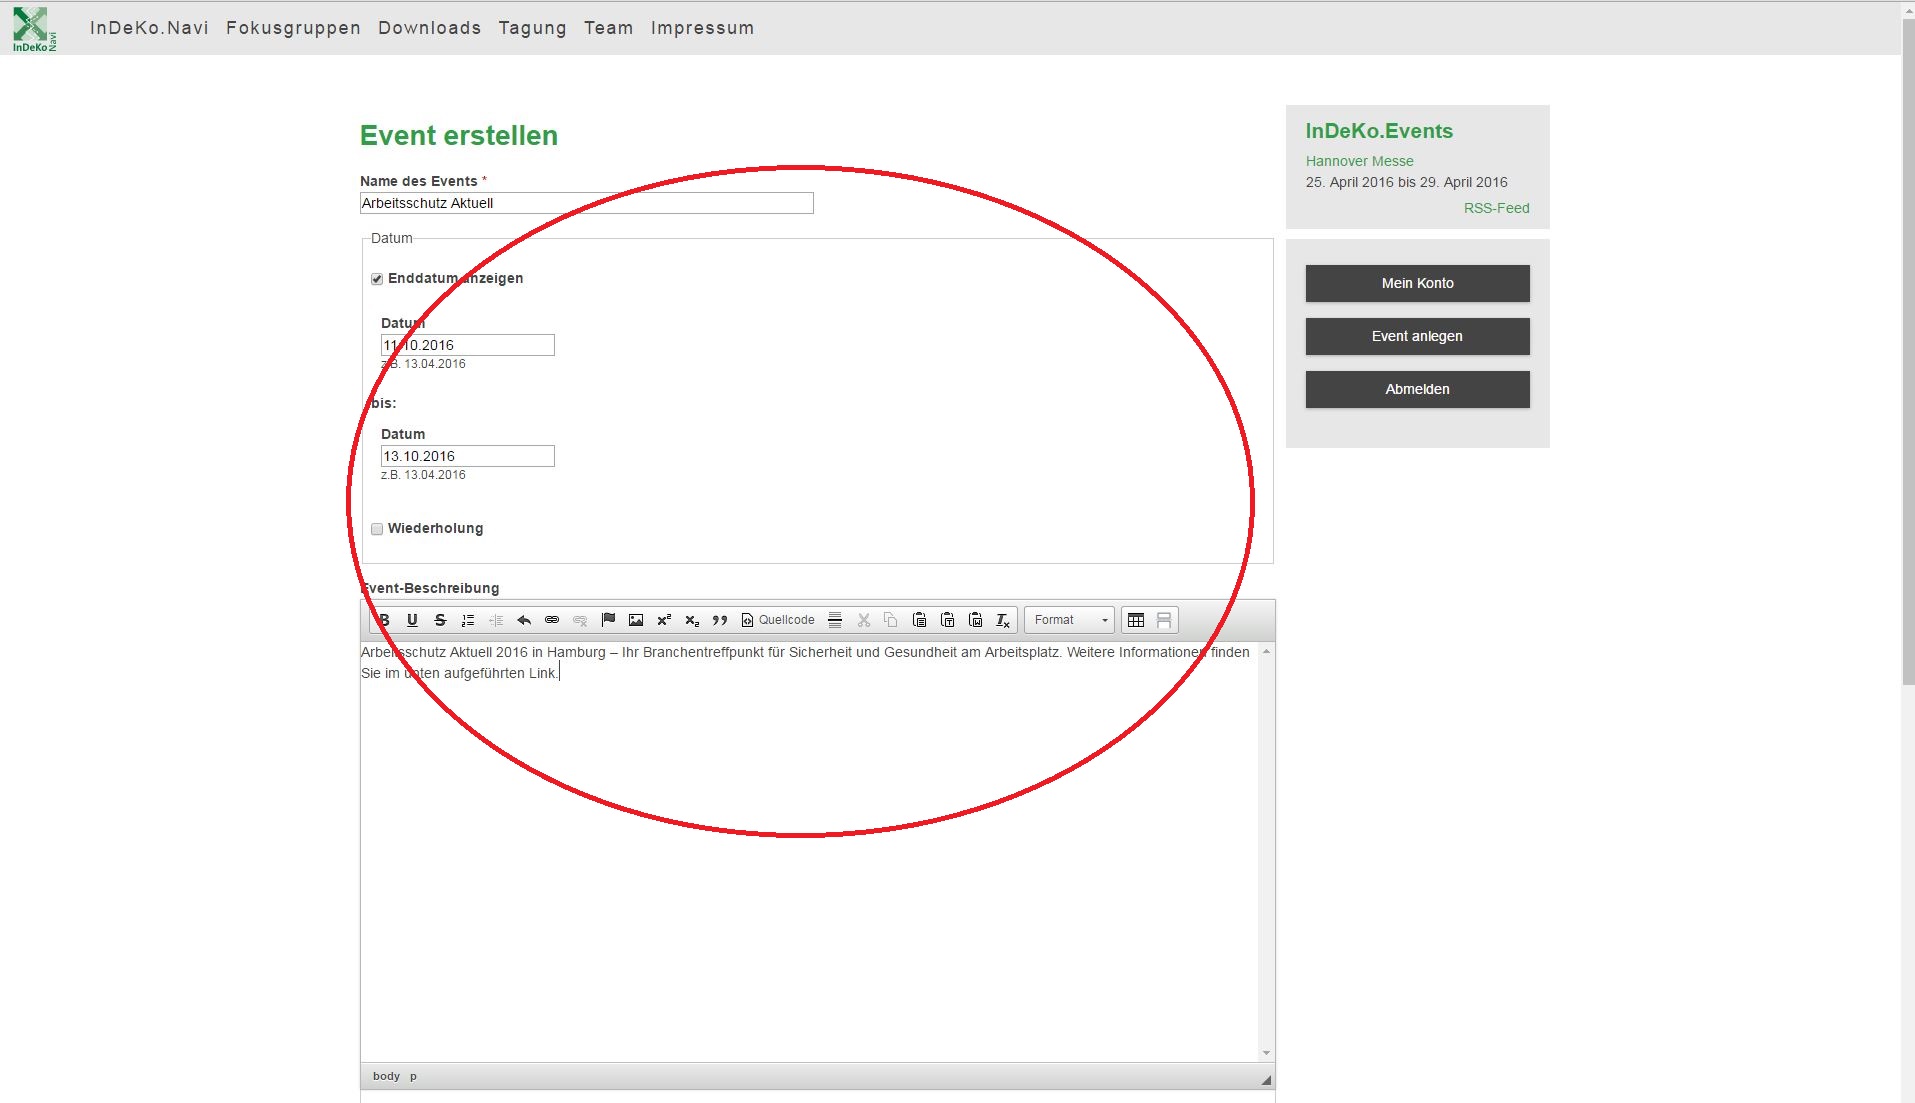 InDeKo Navi
InDeKo.Navi Fokusgruppen Downloads Tagung Team Impressum
Event erstellen
Name des Events *
Arbeitsschutz Aktuell
Datum
Enddatum anzeigen
Datum
11.10.2016
z.B. 13.04.2016
bis:
Datum
13.10.2016
z.B. 13.04.2016
Wiederholung
Event-Beschreibung
B U S Quellcode Format
Arbeitsschutz Aktuell 2016 in Hamburg – Ihr Branchentreffpunkt für Sicherheit und Gesundheit am Arbeitsplatz. Weitere Informationen finden
Sie im unten aufgeführten Link.
body p
InDeKo.Events
Hannover Messe
25. April 2016 bis 29. April 2016
RSS-Feed
Mein Konto
Event anlegen
Abmelden